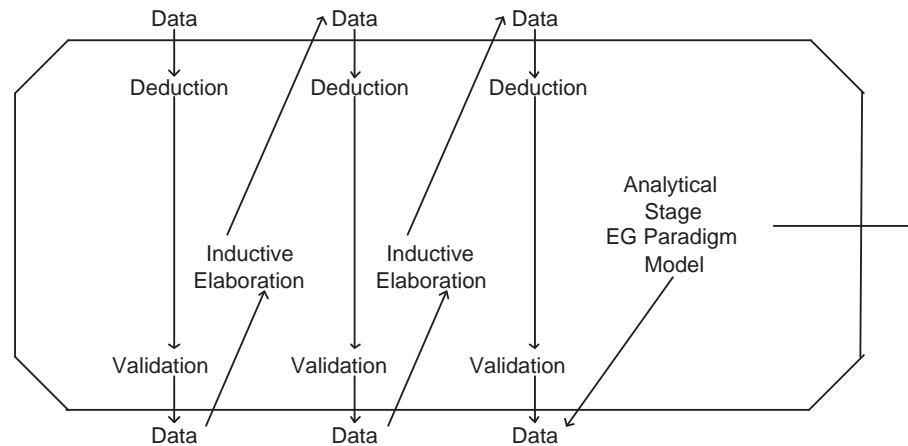 Data
Data
Data
Deduction
Deduction
Deduction
Analytical
Stage
EG Paradigm
Model
Inductive
Elaboration
Inductive
Elaboration
Validation
Validation
Validation
Data
Data
Data